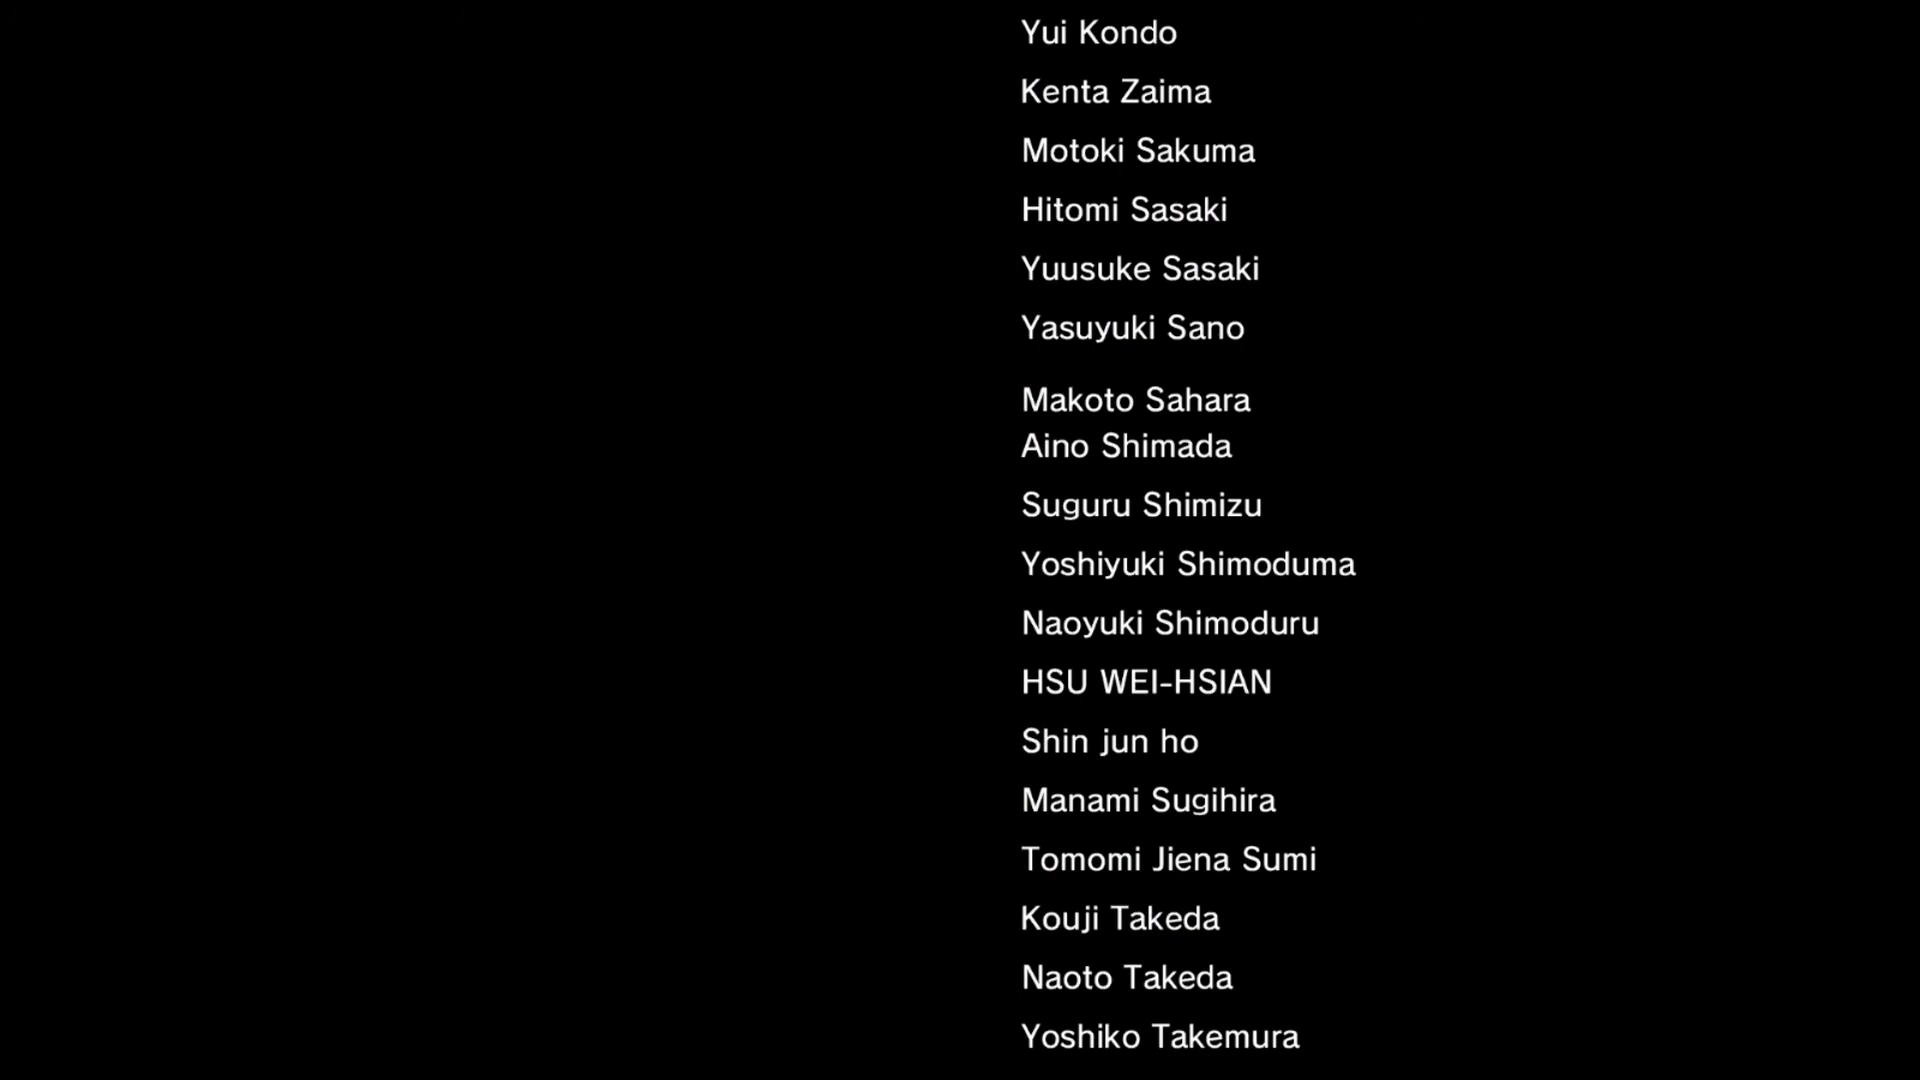 Yui Kondo
Kenta Zaima
Motoki Sakuma
Hitomi Sasaki
Yuusuke Sasaki
Yasuyuki Sano
Makoto Sahara
Aino Shimada
Suguru Shimizu
Yoshiyuki Shimoduma
Naoyuki Shimoduru
HSU WEI-HSIAN
Shin jun ho
Manami Sugihira
Tomomi Jiena Sumi
Kouji Takeda
Naoto Takeda
Yoshiko Takemura